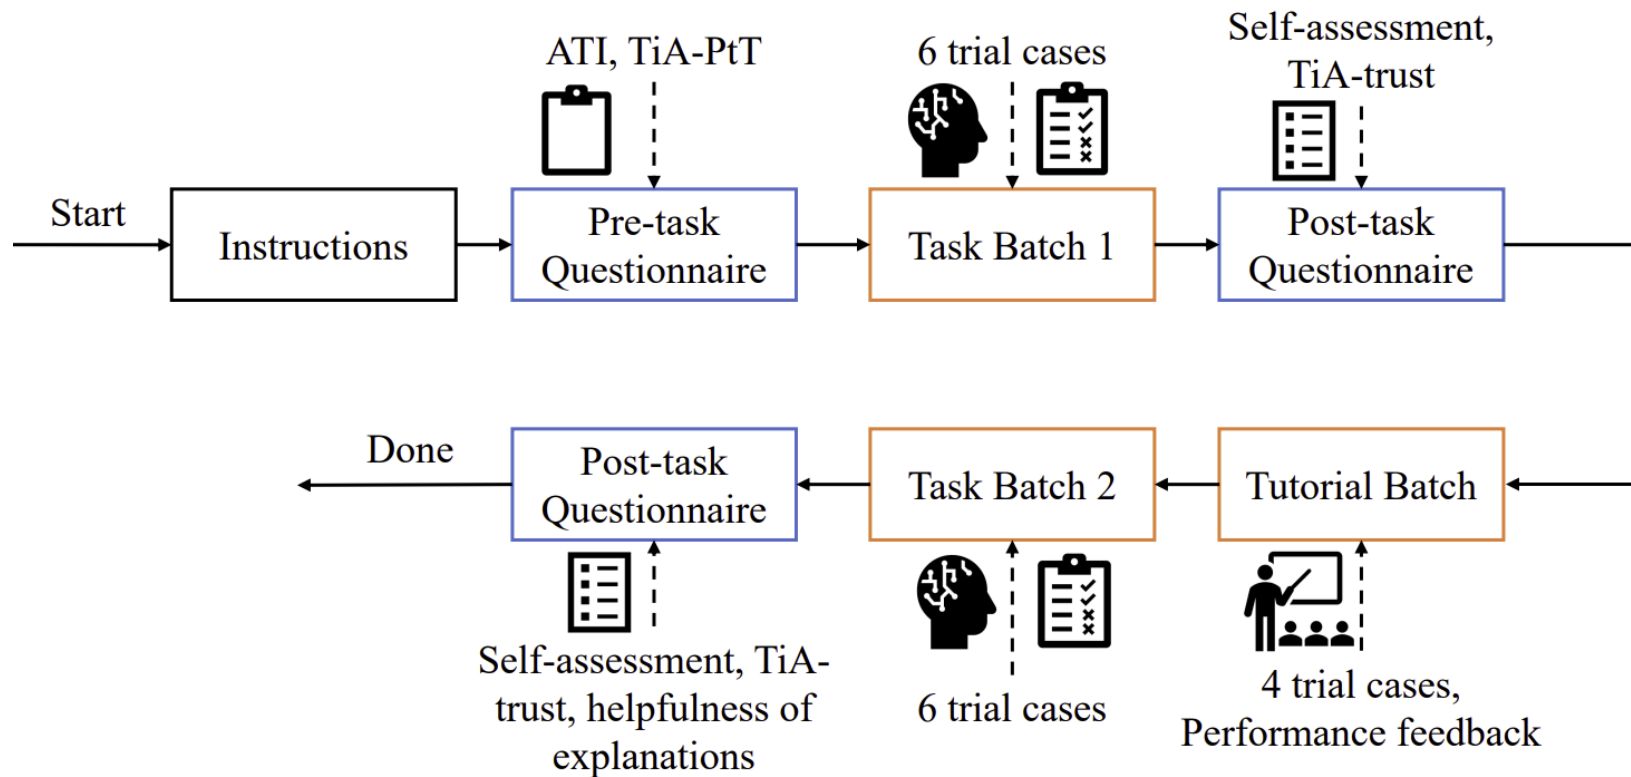 ATI, TiA-PtT
6 trial cases
Self-assessment,
TiA-trust
Start
Instructions
Pre-task
Questionnaire
Task Batch 1
Post-task
Questionnaire
Done
Post-task
Questionnaire
Task Batch 2
Tutorial Batch
Self-assessment, TiA-
trust, helpfulness of
explanations
6 trial cases
4 trial cases,
Performance feedback